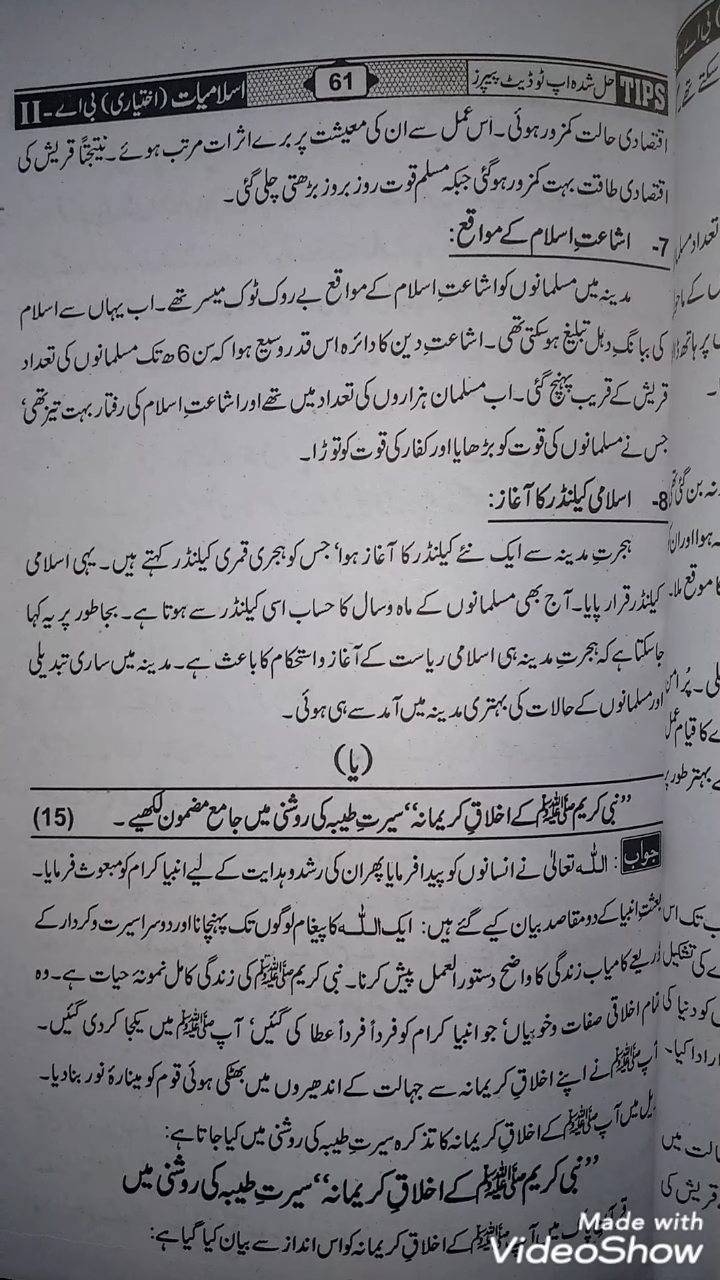 TIPS حل شدہ اپ ٹو ڈیٹ پیپرز 61 اسلامیات (اختیاری) بی اے-II
اقتصادی حالت کمزور ہوئی۔ اس عمل سے ان کی معیشت پر برے اثرات مرتب ہوئے۔ نتیجتاً قریش کی
اقتصادی طاقت بہت کمزور ہو گئی جبکہ مسلم قوت روز بروز بڑھتی چلی گئی۔
7- اشاعتِ اسلام کے مواقع:
مدینہ میں مسلمانوں کو اشاعتِ اسلام کے مواقع بے روک ٹوک میسر تھے۔ اب یہاں سے اسلام
کی ببانگِ دہل تبلیغ ہو سکتی تھی۔ اشاعتِ دین کا دائرہ اس قدر وسیع ہوا کہ سن 6ھ تک مسلمانوں کی تعداد
قریش کے قریب پہنچ گئی۔ اب مسلمان ہزاروں کی تعداد میں تھے اور اشاعتِ اسلام کی رفتار بہت تیز تھی،
جس نے مسلمانوں کی قوت کو بڑھایا اور کفار کی قوت کو توڑا۔
8- اسلامی کیلنڈر کا آغاز:
ہجرتِ مدینہ سے ایک نئے کیلنڈر کا آغاز ہوا، جس کو ہجری قمری کیلنڈر کہتے ہیں۔ یہی اسلامی
کیلنڈر قرار پایا۔ آج بھی مسلمانوں کے ماہ و سال کا حساب اسی کیلنڈر سے ہوتا ہے۔ بجا طور پر یہ کہا
جا سکتا ہے کہ ہجرتِ مدینہ ہی اسلامی ریاست کے آغاز و استحکام کا باعث ہے۔ مدینہ میں ساری تبدیلی
اور مسلمانوں کے حالات کی بہتری مدینہ میں آمد سے ہی ہوئی۔
(یا)
"نبی کریم ﷺ کے اخلاقِ کریمانہ" سیرتِ طیبہ کی روشنی میں جامع مضمون لکھیے۔ (15)
جواب: اللہ تعالیٰ نے انسانوں کو پیدا فرمایا پھر ان کی رشد و ہدایت کے لیے انبیا کرام کو مبعوث فرمایا۔
بعثتِ انبیا کے دو مقاصد بیان کیے گئے ہیں: ایک اللہ کا پیغام لوگوں تک پہنچانا اور دوسرا سیرت و کردار کے
ذریعے کامیاب زندگی کا واضح دستور العمل پیش کرنا۔ نبی کریم ﷺ کی زندگی کامل نمونۂ حیات ہے۔ وہ
تمام اخلاقی صفات و خوبیاں، جو انبیا کرام کو فرداً فرداً عطا کی گئیں، آپ ﷺ میں یکجا کر دی گئیں۔
آپ ﷺ نے اپنے اخلاقِ کریمانہ سے جہالت کے اندھیروں میں بھٹکی ہوئی قوم کو مینارۂ نور بنا دیا۔
ذیل میں آپ ﷺ کے اخلاقِ کریمانہ کا تذکرہ سیرتِ طیبہ کی روشنی میں کیا جاتا ہے:
"نبی کریم ﷺ کے اخلاقِ کریمانہ" سیرتِ طیبہ کی روشنی میں
میں آپ ﷺ کے اخلاقِ کریمانہ کو اس انداز سے بیان کیا گیا ہے:
Made with
VideoShow